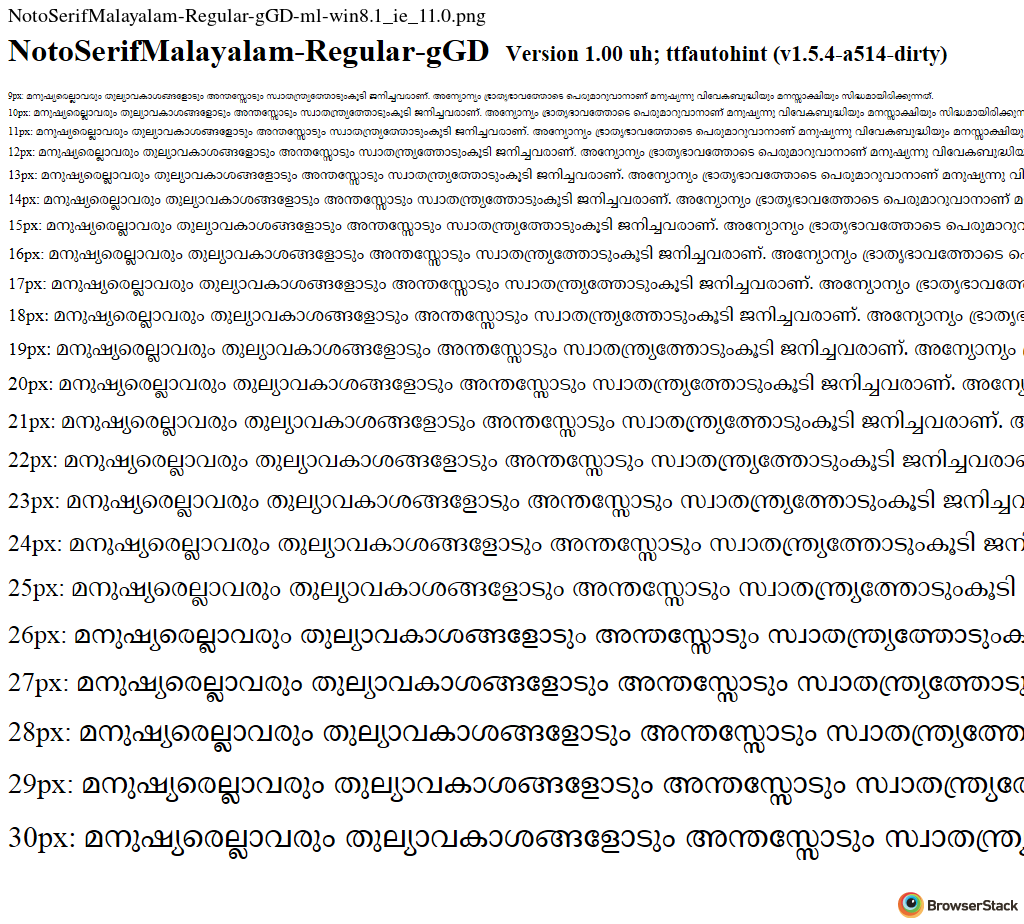 NotoSerifMalayalam-Regular-gGD-ml-win8.1_ie_11.0.png
NotoSerifMalayalam-Regular-gGD Version 1.00 uh; ttfautohint (v1.5.4-a514-dirty)
9px: മനുഷ്യരെല്ലാവരും തുല്യാവകാശങ്ങളോടും അന്തസ്സോടും സ്വാതന്ത്ര്യത്തോടുംകൂടി ജനിച്ചവരാണ്. അന്യോന്യം ഭ്രാതൃഭാവത്തോടെ പെരുമാറുവാനാണ് മനുഷ്യന്നു വിവേകബുദ്ധിയും മനസ്സാക്ഷിയും സിദ്ധമായിരിക്കുന്നത്.
10px: മനുഷ്യരെല്ലാവരും തുല്യാവകാശങ്ങളോടും അന്തസ്സോടും സ്വാതന്ത്ര്യത്തോടുംകൂടി ജനിച്ചവരാണ്. അന്യോന്യം ഭ്രാതൃഭാവത്തോടെ പെരുമാറുവാനാണ് മനുഷ്യന്നു വിവേകബുദ്ധിയും മനസ്സാക്ഷിയും സിദ്ധമായിരിക്കുന്ന
11px: മനുഷ്യരെല്ലാവരും തുല്യാവകാശങ്ങളോടും അന്തസ്സോടും സ്വാതന്ത്ര്യത്തോടുംകൂടി ജനിച്ചവരാണ്. അന്യോന്യം ഭ്രാതൃഭാവത്തോടെ പെരുമാറുവാനാണ് മനുഷ്യന്നു വിവേകബുദ്ധിയും മനസ്സാക്ഷിയു
12px: മനുഷ്യരെല്ലാവരും തുല്യാവകാശങ്ങളോടും അന്തസ്സോടും സ്വാതന്ത്ര്യത്തോടുംകൂടി ജനിച്ചവരാണ്. അന്യോന്യം ഭ്രാതൃഭാവത്തോടെ പെരുമാറുവാനാണ് മനുഷ്യന്നു വിവേകബുദ്ധിയ
13px: മനുഷ്യരെല്ലാവരും തുല്യാവകാശങ്ങളോടും അന്തസ്സോടും സ്വാതന്ത്ര്യത്തോടുംകൂടി ജനിച്ചവരാണ്. അന്യോന്യം ഭ്രാതൃഭാവത്തോടെ പെരുമാറുവാനാണ് മനുഷ്യന്നു വി
14px: മനുഷ്യരെല്ലാവരും തുല്യാവകാശങ്ങളോടും അന്തസ്സോടും സ്വാതന്ത്ര്യത്തോടുംകൂടി ജനിച്ചവരാണ്. അന്യോന്യം ഭ്രാതൃഭാവത്തോടെ പെരുമാറുവാനാണ് മ
15px: മനുഷ്യരെല്ലാവരും തുല്യാവകാശങ്ങളോടും അന്തസ്സോടും സ്വാതന്ത്ര്യത്തോടുംകൂടി ജനിച്ചവരാണ്. അന്യോന്യം ഭ്രാതൃഭാവത്തോടെ പെരുമാറുവ
16px: മനുഷ്യരെല്ലാവരും തുല്യാവകാശങ്ങളോടും അന്തസ്സോടും സ്വാതന്ത്ര്യത്തോടുംകൂടി ജനിച്ചവരാണ്. അന്യോന്യം ഭ്രാതൃഭാവത്തോടെ പെ
17px: മനുഷ്യരെല്ലാവരും തുല്യാവകാശങ്ങളോടും അന്തസ്സോടും സ്വാതന്ത്ര്യത്തോടുംകൂടി ജനിച്ചവരാണ്. അന്യോന്യം ഭ്രാതൃഭാവത്തേ
18px: മനുഷ്യരെല്ലാവരും തുല്യാവകാശങ്ങളോടും അന്തസ്സോടും സ്വാതന്ത്ര്യത്തോടുംകൂടി ജനിച്ചവരാണ്. അന്യോന്യം ഭ്രാതൃഭ
19px: മനുഷ്യരെല്ലാവരും തുല്യാവകാശങ്ങളോടും അന്തസ്സോടും സ്വാതന്ത്ര്യത്തോടുംകൂടി ജനിച്ചവരാണ്. അന്യോന്യം
20px: മനുഷ്യരെല്ലാവരും തുല്യാവകാശങ്ങളോടും അന്തസ്സോടും സ്വാതന്ത്ര്യത്തോടുംകൂടി ജനിച്ചവരാണ്. അന്യേ
21px: മനുഷ്യരെല്ലാവരും തുല്യാവകാശങ്ങളോടും അന്തസ്സോടും സ്വാതന്ത്ര്യത്തോടുംകൂടി ജനിച്ചവരാണ്.
22px: മനുഷ്യരെല്ലാവരും തുല്യാവകാശങ്ങളോടും അന്തസ്സോടും സ്വാതന്ത്ര്യത്തോടുംകൂടി ജനിച്ചവരാണ
23px: മനുഷ്യരെല്ലാവരും തുല്യാവകാശങ്ങളോടും അന്തസ്സോടും സ്വാതന്ത്ര്യത്തോടുംകൂടി ജനിച്ചവ
24px: മനുഷ്യരെല്ലാവരും തുല്യാവകാശങ്ങളോടും അന്തസ്സോടും സ്വാതന്ത്ര്യത്തോടുംകൂടി ജനി
25px: മനുഷ്യരെല്ലാവരും തുല്യാവകാശങ്ങളോടും അന്തസ്സോടും സ്വാതന്ത്ര്യത്തോടുംകൂടി
26px: മനുഷ്യരെല്ലാവരും തുല്യാവകാശങ്ങളോടും അന്തസ്സോടും സ്വാതന്ത്ര്യത്തോടുംക
27px: മനുഷ്യരെല്ലാവരും തുല്യാവകാശങ്ങളോടും അന്തസ്സോടും സ്വാതന്ത്ര്യത്തോടു
28px: മനുഷ്യരെല്ലാവരും തുല്യാവകാശങ്ങളോടും അന്തസ്സോടും സ്വാതന്ത്ര്യത്തോ
29px: മനുഷ്യരെല്ലാവരും തുല്യാവകാശങ്ങളോടും അന്തസ്സോടും സ്വാതന്ത്ര്യത്തേ
30px: മനുഷ്യരെല്ലാവരും തുല്യാവകാശങ്ങളോടും അന്തസ്സോടും സ്വാതന്ത്ര്യ
BrowserStack